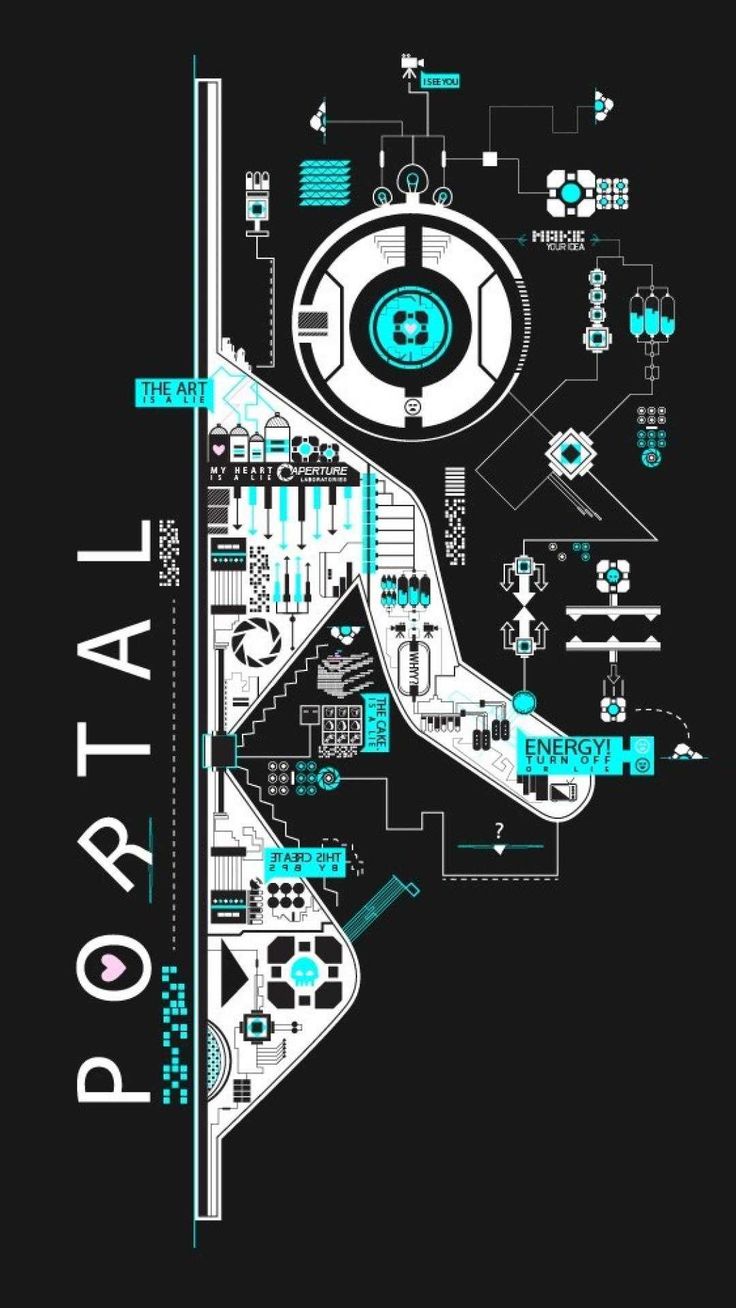 I SEE YOU
MAKE
YOUR IDEA
THE ART
IS A LIE
MY HEART
IS A LIE
APERTURE
LABORATORIES
PORTAL
WHY?
THE CAKE
IS A LIE
ENERGY!
TURN OFF
OR LIE
?
THIS CREATE
BY BPS